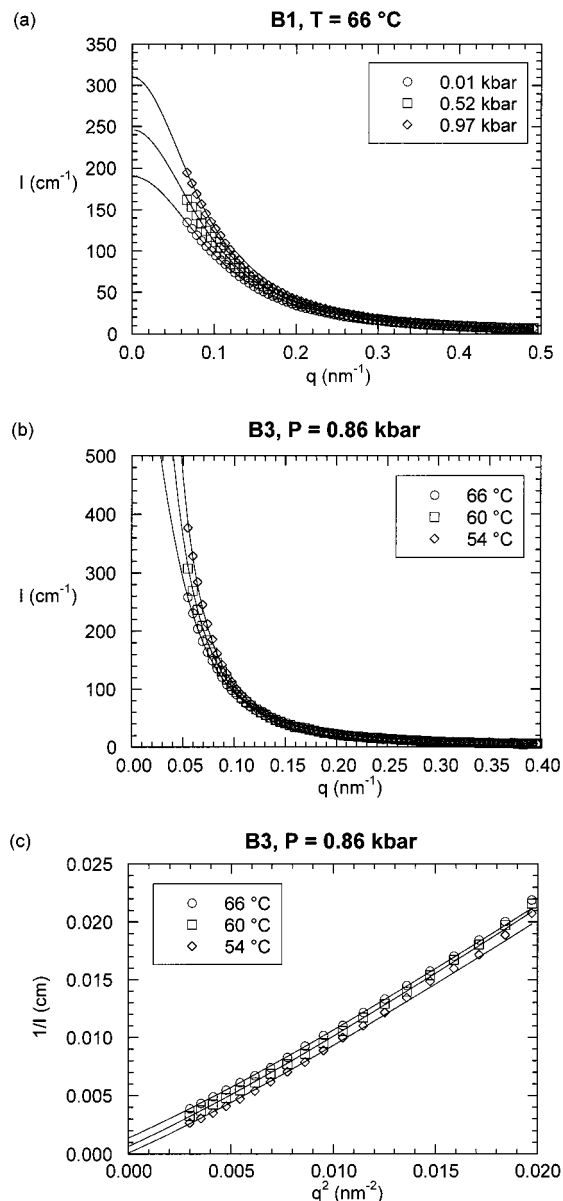 (a)
B1, T = 66 °C
350
300
250
200
150
100
50
0
I (cm⁻¹)
0.01 kbar
0.52 kbar
0.97 kbar
0.0 0.1 0.2 0.3 0.4 0.5
q (nm⁻¹)
(b)
B3, P = 0.86 kbar
500
400
300
200
100
0
I (cm⁻¹)
66 °C
60 °C
54 °C
0.00 0.05 0.10 0.15 0.20 0.25 0.30 0.35 0.40
q (nm⁻¹)
(c)
B3, P = 0.86 kbar
0.025
0.020
0.015
0.010
0.005
0.000
1/I (cm)
66 °C
60 °C
54 °C
0.000 0.005 0.010 0.015 0.020
q² (nm⁻²)